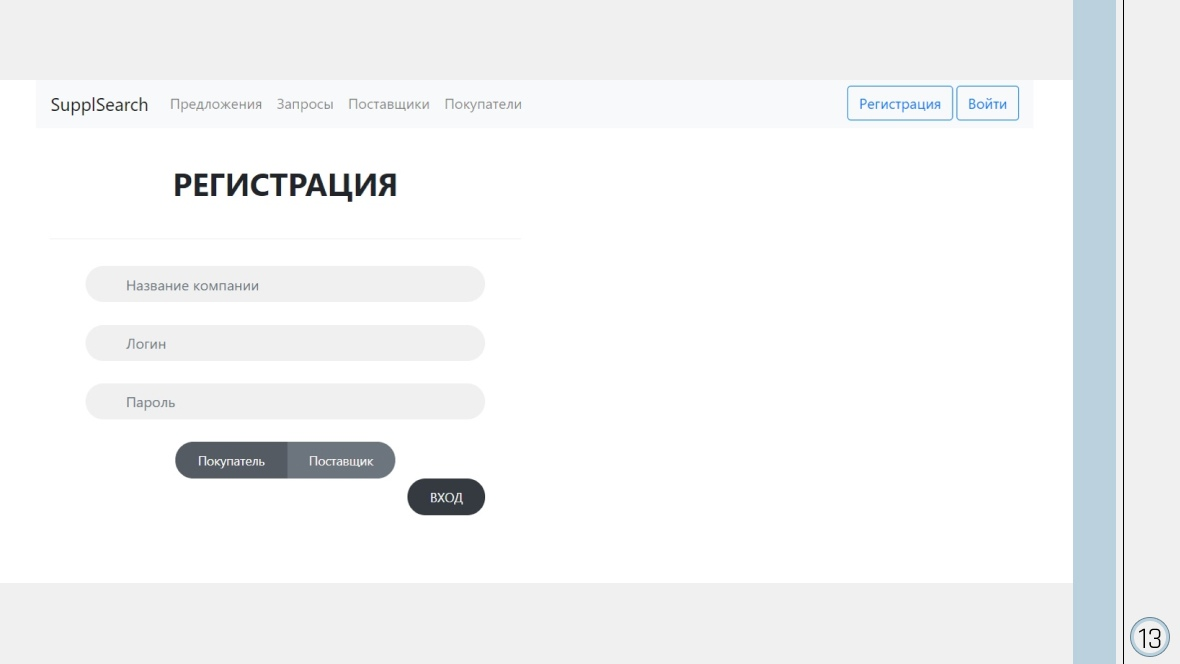 SupplSearch Предложения Запросы Поставщики Покупатели Регистрация Войти
РЕГИСТРАЦИЯ
Название компании
Логин
Пароль
Покупатель Поставщик
ВХОД
13